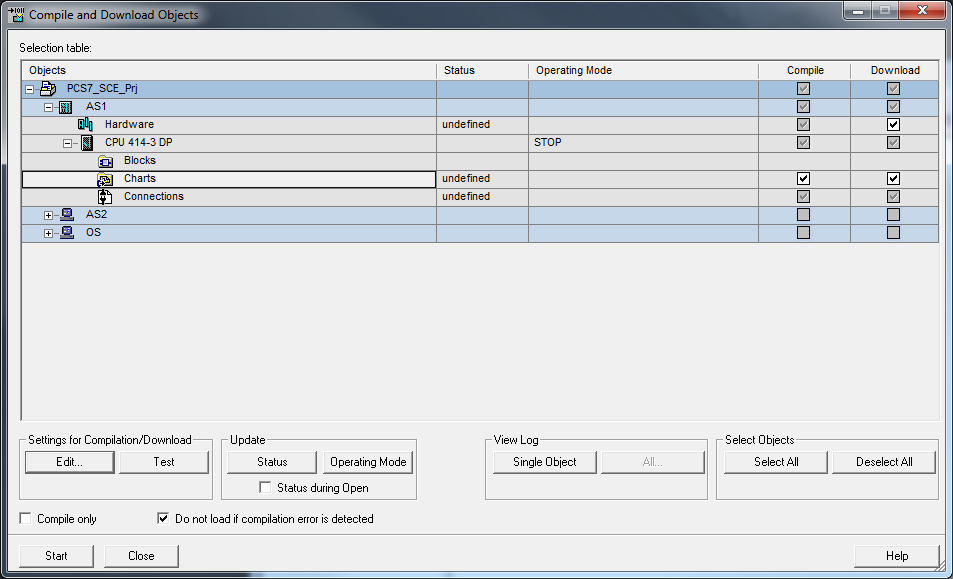 Compile and Download Objects
Selection table:
Objects Status Operating Mode Compile Download
PCS7_SCE_Prj
AS1
Hardware undefined
CPU 414-3 DP STOP
Blocks
Charts undefined
Connections undefined
AS2
OS
Settings for Compilation/Download Update View Log Select Objects
Edit... Test Status Operating Mode Single Object All... Select All Deselect All
Status during Open
Compile only Do not load if compilation error is detected
Start Close Help